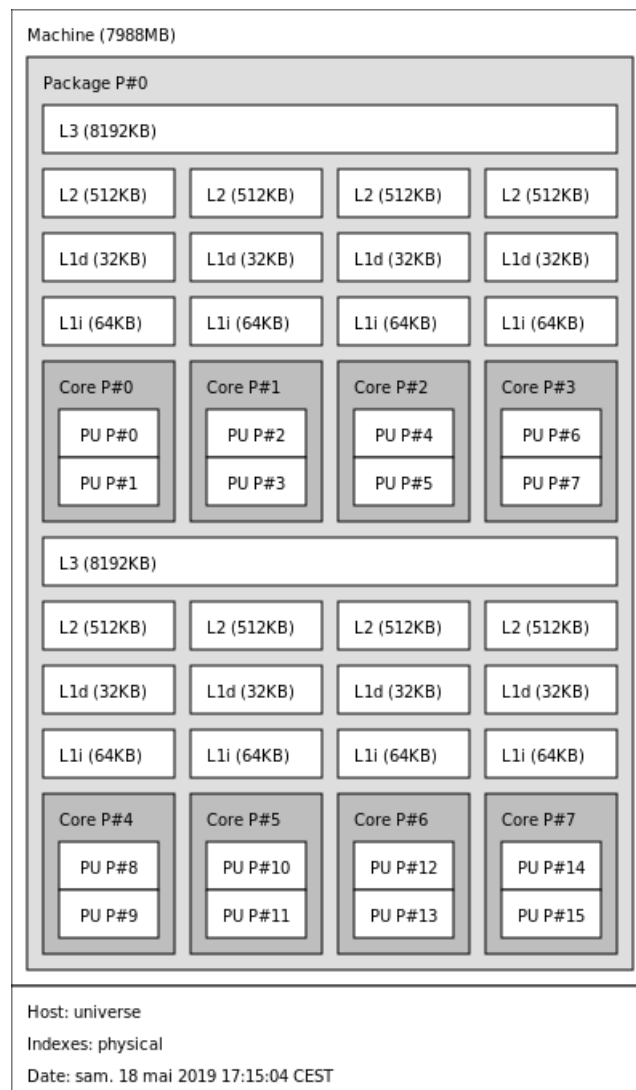 Machine (7988MB)
Package P#0
L3 (8192KB)
L2 (512KB) L2 (512KB) L2 (512KB) L2 (512KB)
L1d (32KB) L1d (32KB) L1d (32KB) L1d (32KB)
L1i (64KB) L1i (64KB) L1i (64KB) L1i (64KB)
Core P#0 Core P#1 Core P#2 Core P#3
PU P#0 PU P#2 PU P#4 PU P#6
PU P#1 PU P#3 PU P#5 PU P#7
L3 (8192KB)
L2 (512KB) L2 (512KB) L2 (512KB) L2 (512KB)
L1d (32KB) L1d (32KB) L1d (32KB) L1d (32KB)
L1i (64KB) L1i (64KB) L1i (64KB) L1i (64KB)
Core P#4 Core P#5 Core P#6 Core P#7
PU P#8 PU P#10 PU P#12 PU P#14
PU P#9 PU P#11 PU P#13 PU P#15
Host: universe
Indexes: physical
Date: sam. 18 mai 2019 17:15:04 CEST